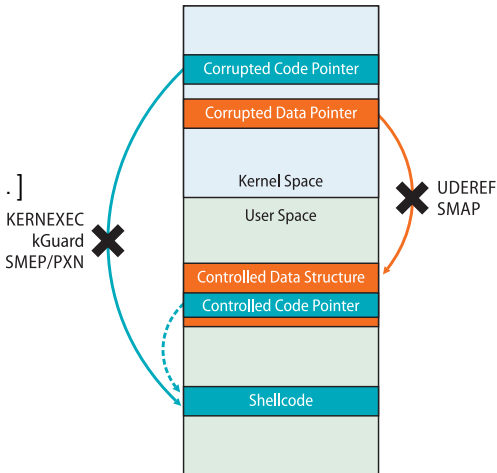 Corrupted Code Pointer
Corrupted Data Pointer
. ]
KERNEXEC
kGuard
SMEP/PXN
Kernel Space
User Space
UDEREF
SMAP
Controlled Data Structure
Controlled Code Pointer
Shellcode